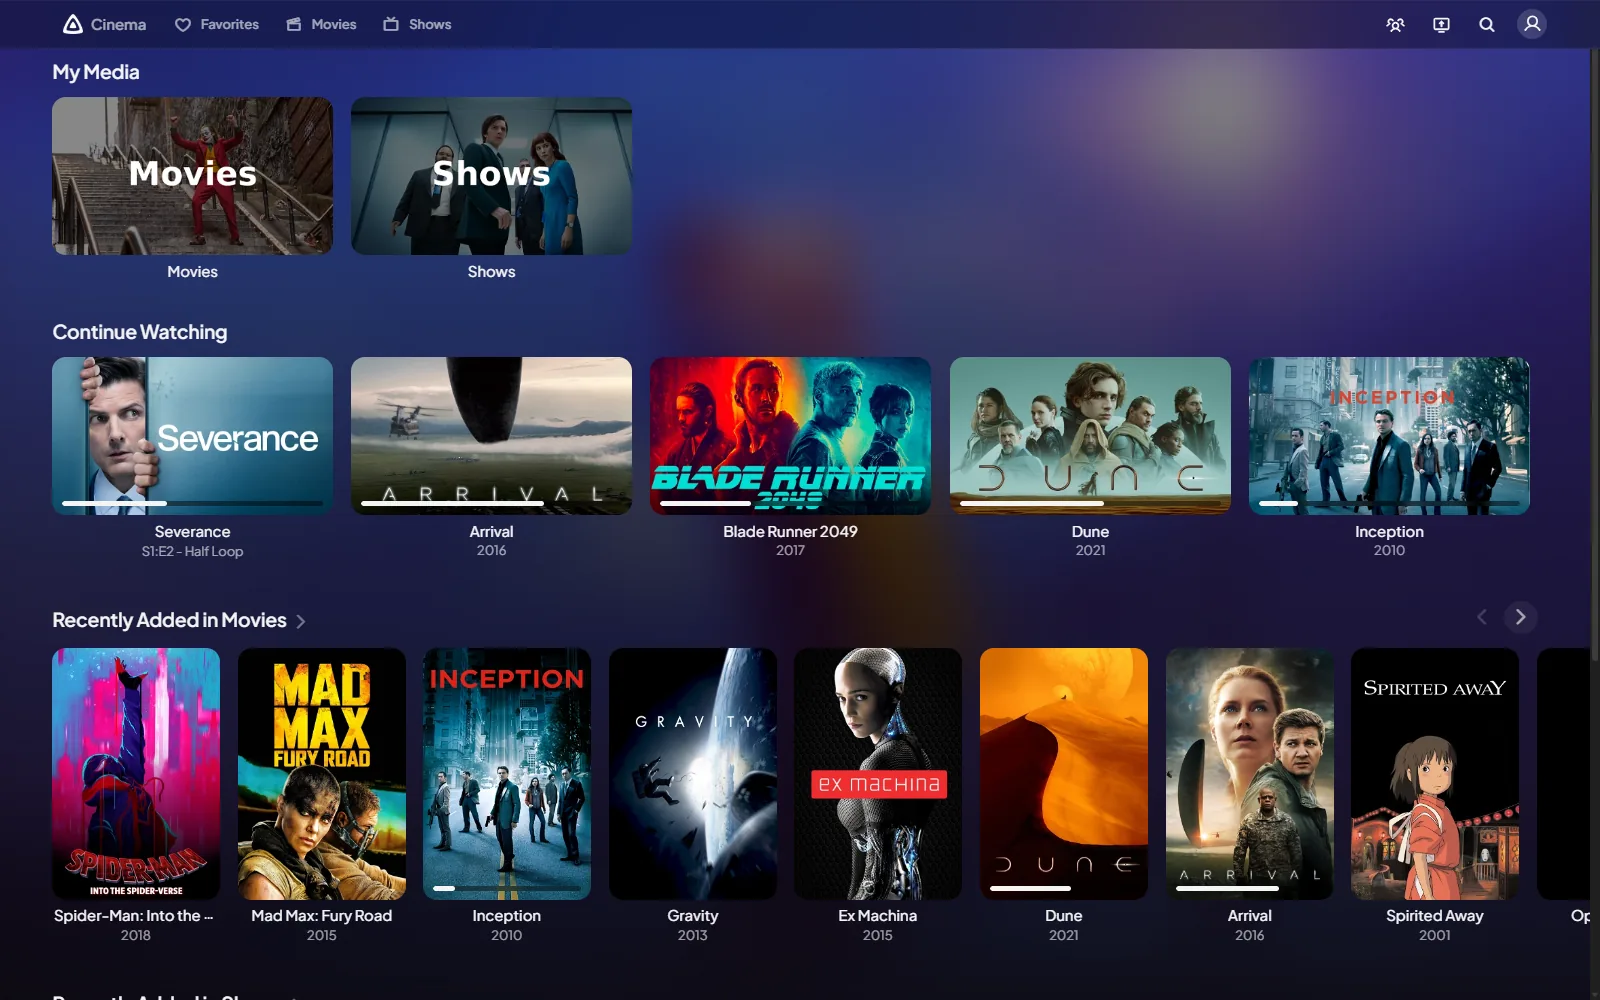 Cinema
Favorites
Movies
Shows
My Media
Movies
Shows
Movies
Shows
Continue Watching
Severance
ARRIVAL
BLADE RUNNER
2049
DUNE
INCEPTION
Severance
Arrival
Blade Runner 2049
Dune
Inception
S1:E2 - Half Loop
2016
2017
2021
2010
Recently Added in Movies
SPIDER-MAN
INTO THE SPIDER-VERSE
MAD
MAX
FURY ROAD
INCEPTION
GRAVITY
ex machina
DUNE
ARRIVAL
SPIRITED AWAY
Spider-Man: Into the ...
Mad Max: Fury Road
Inception
Gravity
Ex Machina
Dune
Arrival
Spirited Away
Op
2018
2015
2010
2013
2015
2021
2016
2001